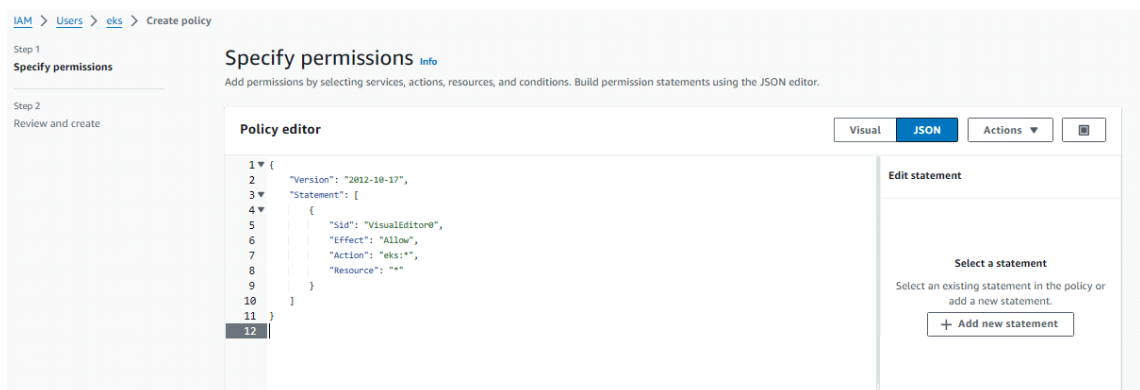 IAM > Users > eks > Create policy
Step 1
Specify permissions
Step 2
Review and create
Specify permissions Info
Add permissions by selecting services, actions, resources, and conditions. Build permission statements using the JSON editor.
Policy editor
Visual JSON Actions ▼
1 ▼ {
2 "Version": "2012-10-17",
3 ▼ "Statement": [
4 ▼ {
5 "Sid": "VisualEditor0",
6 "Effect": "Allow",
7 "Action": "eks:*",
8 "Resource": "*"
9 }
10 ]
11 }
12
Edit statement
Select a statement
Select an existing statement in the policy or
add a new statement.
+ Add new statement